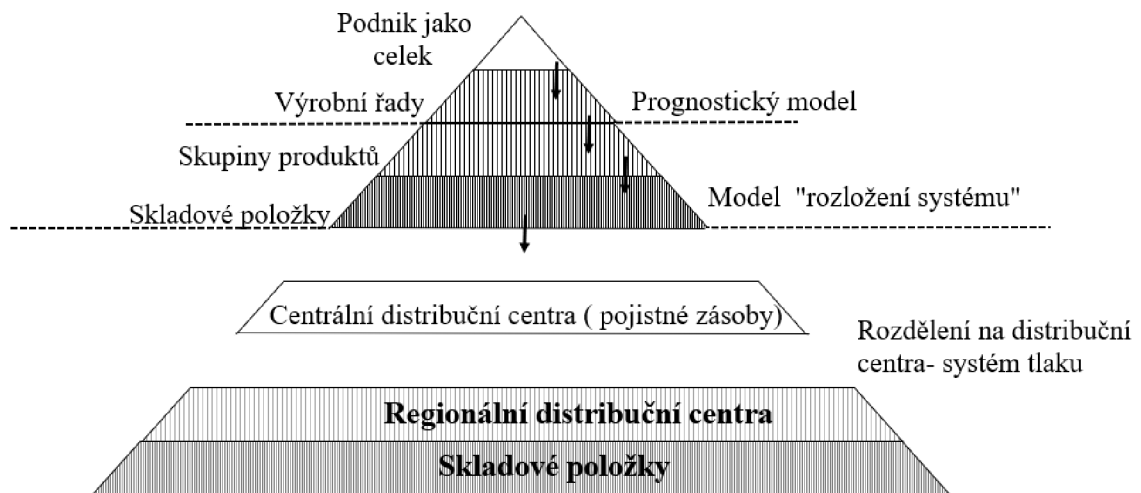 Podnik jako
celek
Výrobní řady
Prognostický model
Skupiny produktů
Skladové položky
Model "rozložení systému"
Centrální distribuční centra ( pojistné zásoby)
Rozdělení na distribuční
centra- systém tlaku
Regionální distribuční centra
Skladové položky